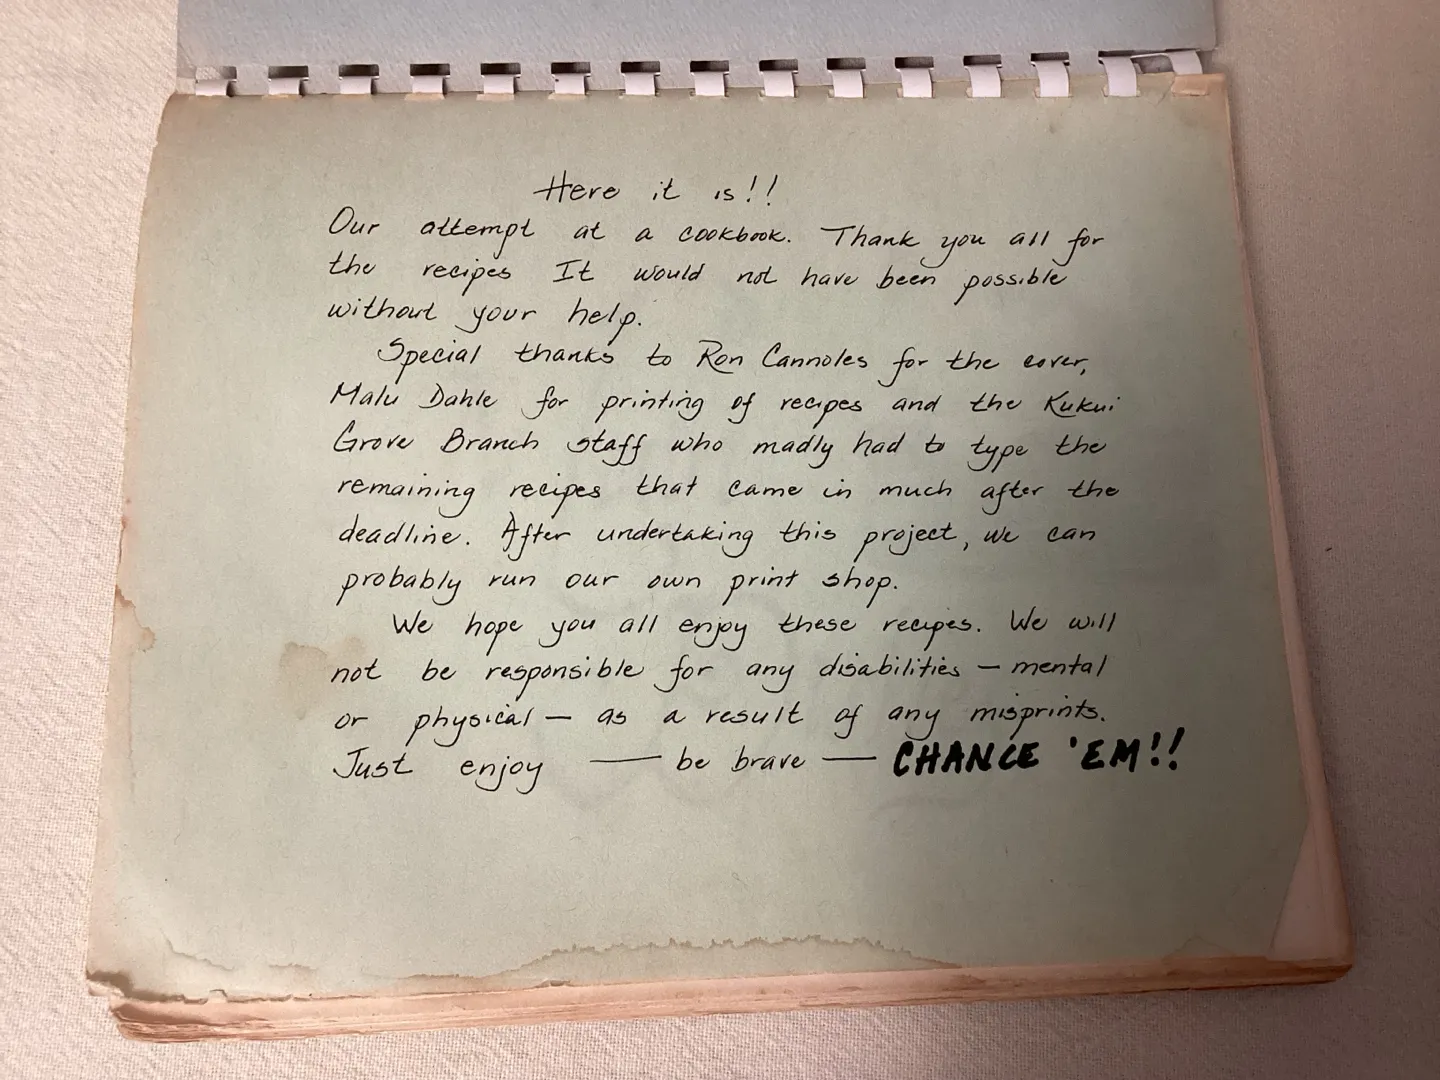 Here it is!!
Our attempt at a cookbook. Thank you all for
the recipes It would not have been possible
without your help.
Special thanks to Ron Cannoles for the cover,
Malu Dahle for printing of recipes and the Kukui
Grove Branch staff who madly had to type the
remaining recipes that came in much after the
deadline. After undertaking this project, we can
probably run our own print shop.
We hope you all enjoy these recipes. We will
not be responsible for any disabilities — mental
or physical — as a result of any misprints.
Just enjoy — be brave — CHANCE 'EM!!